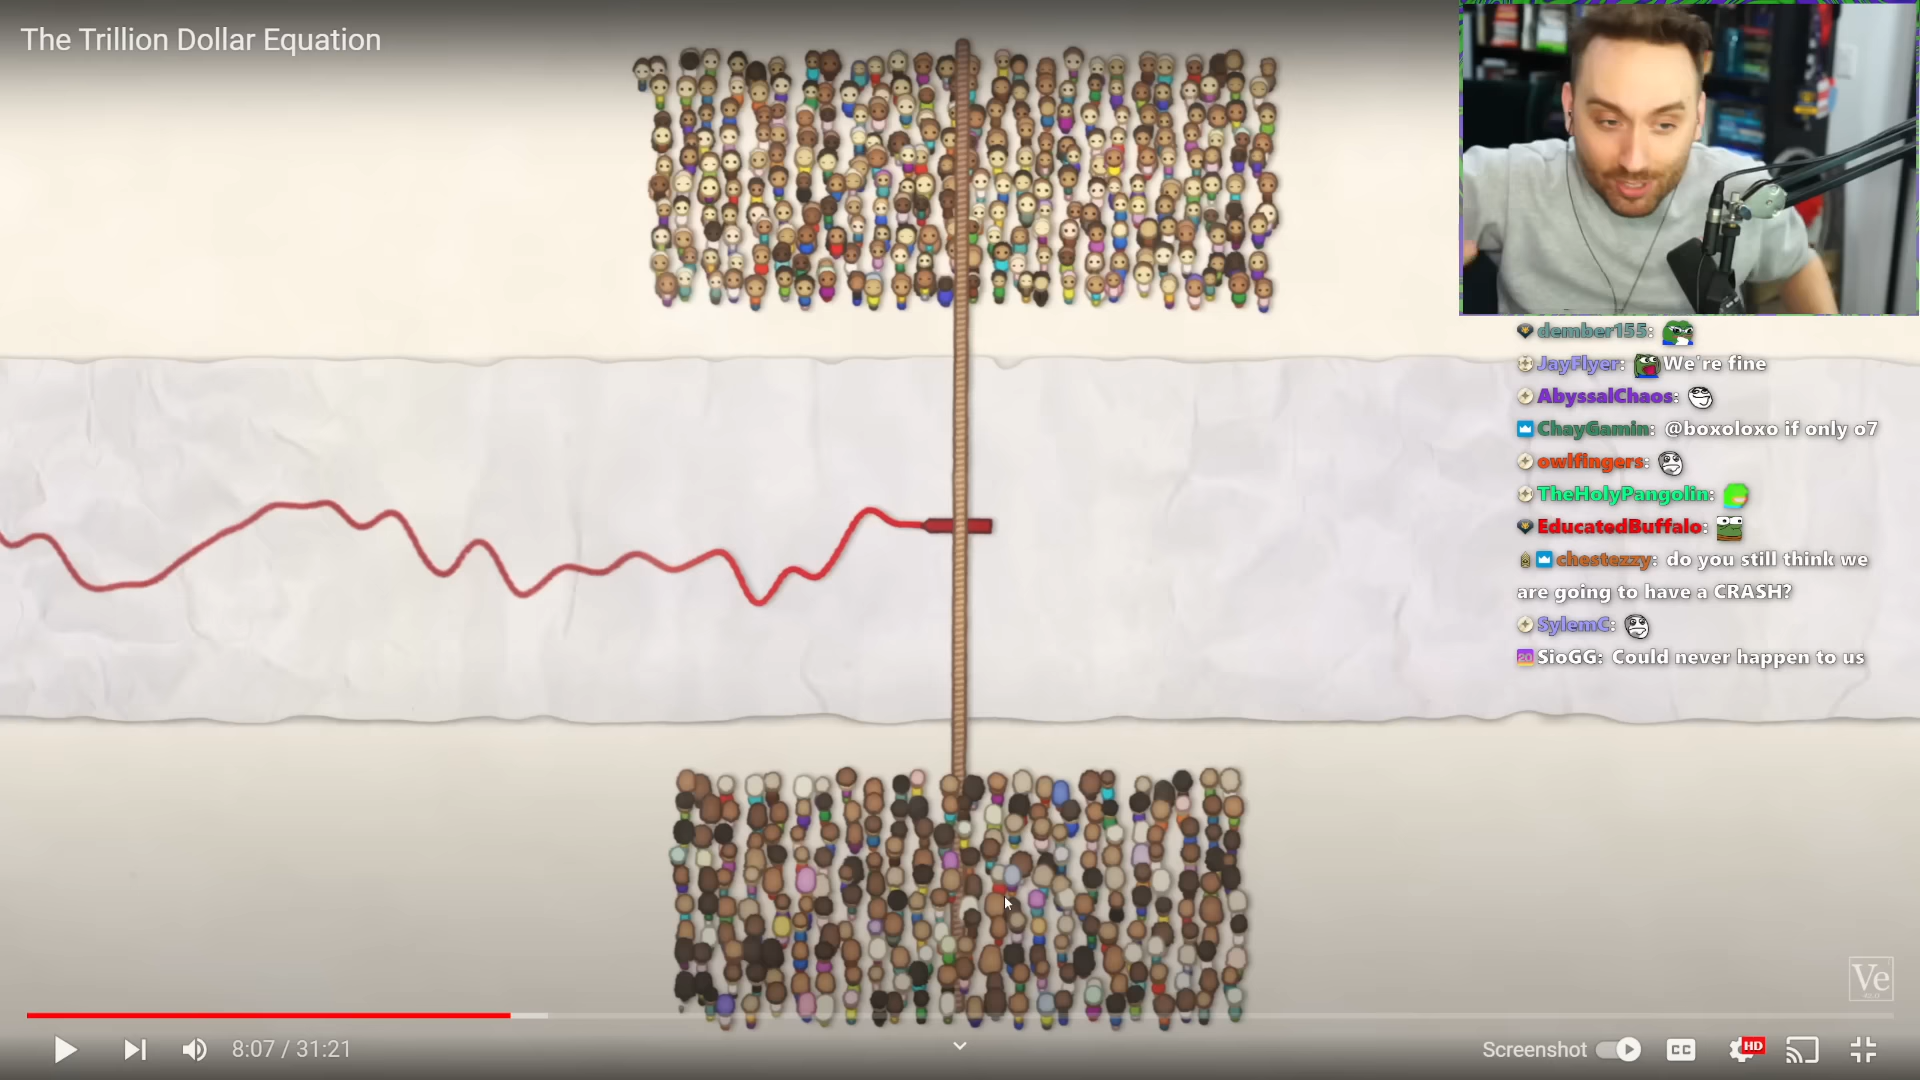 The Trillion Dollar Equation
dember155:
JayFlyer: We're fine
AbyssalChaos:
ChayGamin: @boxoloxo if only o7
owlfingers:
TheHolyPangolin:
EducatedBuffalo:
chestezzy: do you still think we
are going to have a CRASH?
SylemC:
20 SioGG: Could never happen to us
Ve
8:07 / 31:21
Screenshot
CC
HD